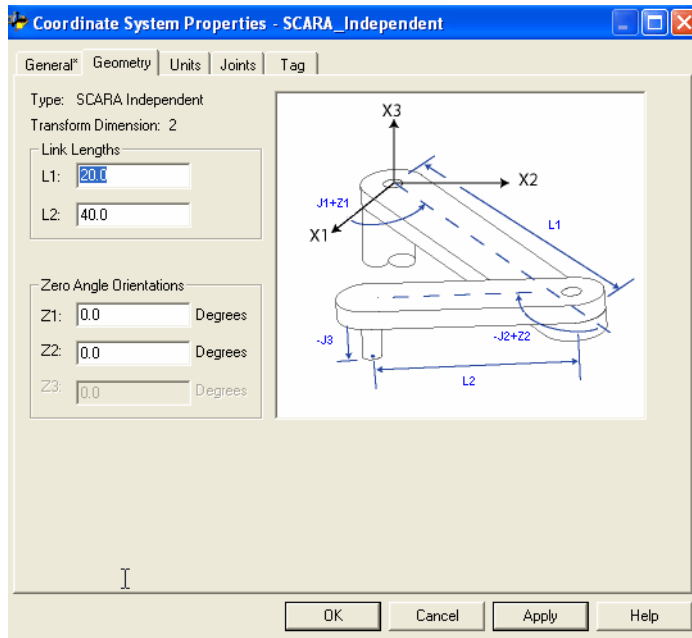 Coordinate System Properties - SCARA_Independent
General* Geometry Units Joints Tag
Type: SCARA Independent
Transform Dimension: 2
Link Lengths
L1: 20.0
L2: 40.0
Zero Angle Orientations
Z1: 0.0 Degrees
Z2: 0.0 Degrees
Z3: 0.0 Degrees
X3
X2
J1+Z1
X1
L1
-J3
-J2+Z2
L2
OK Cancel Apply Help